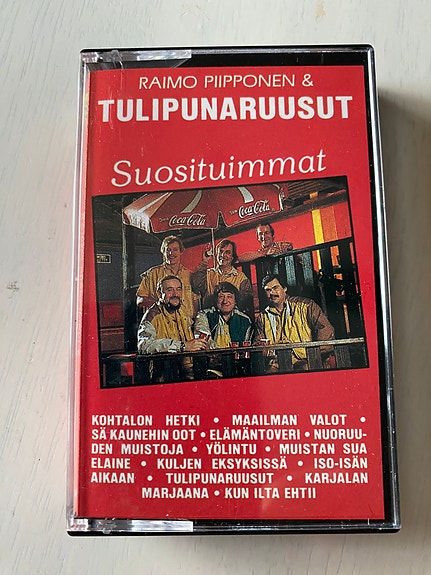 RAIMO PIIPPONEN &
TULIPUNARUUSUT
Suosituimmat
Coca-Cola
Coca-Cola
KOHTALON HETKI • MAAILMAN VALOT •
SÄ KAUNEHIN OOT • ELÄMÄNTOVERI • NUORUU-
DEN MUISTOJA • YÖLINTU • MUISTAN SUA
ELAINE • KULJEN EKSYKSISSÄ • ISO-ISÄN
AIKAAN • TULIPUNARUUSUT • KARJALAN
MARJAANA • KUN ILTA EHTII